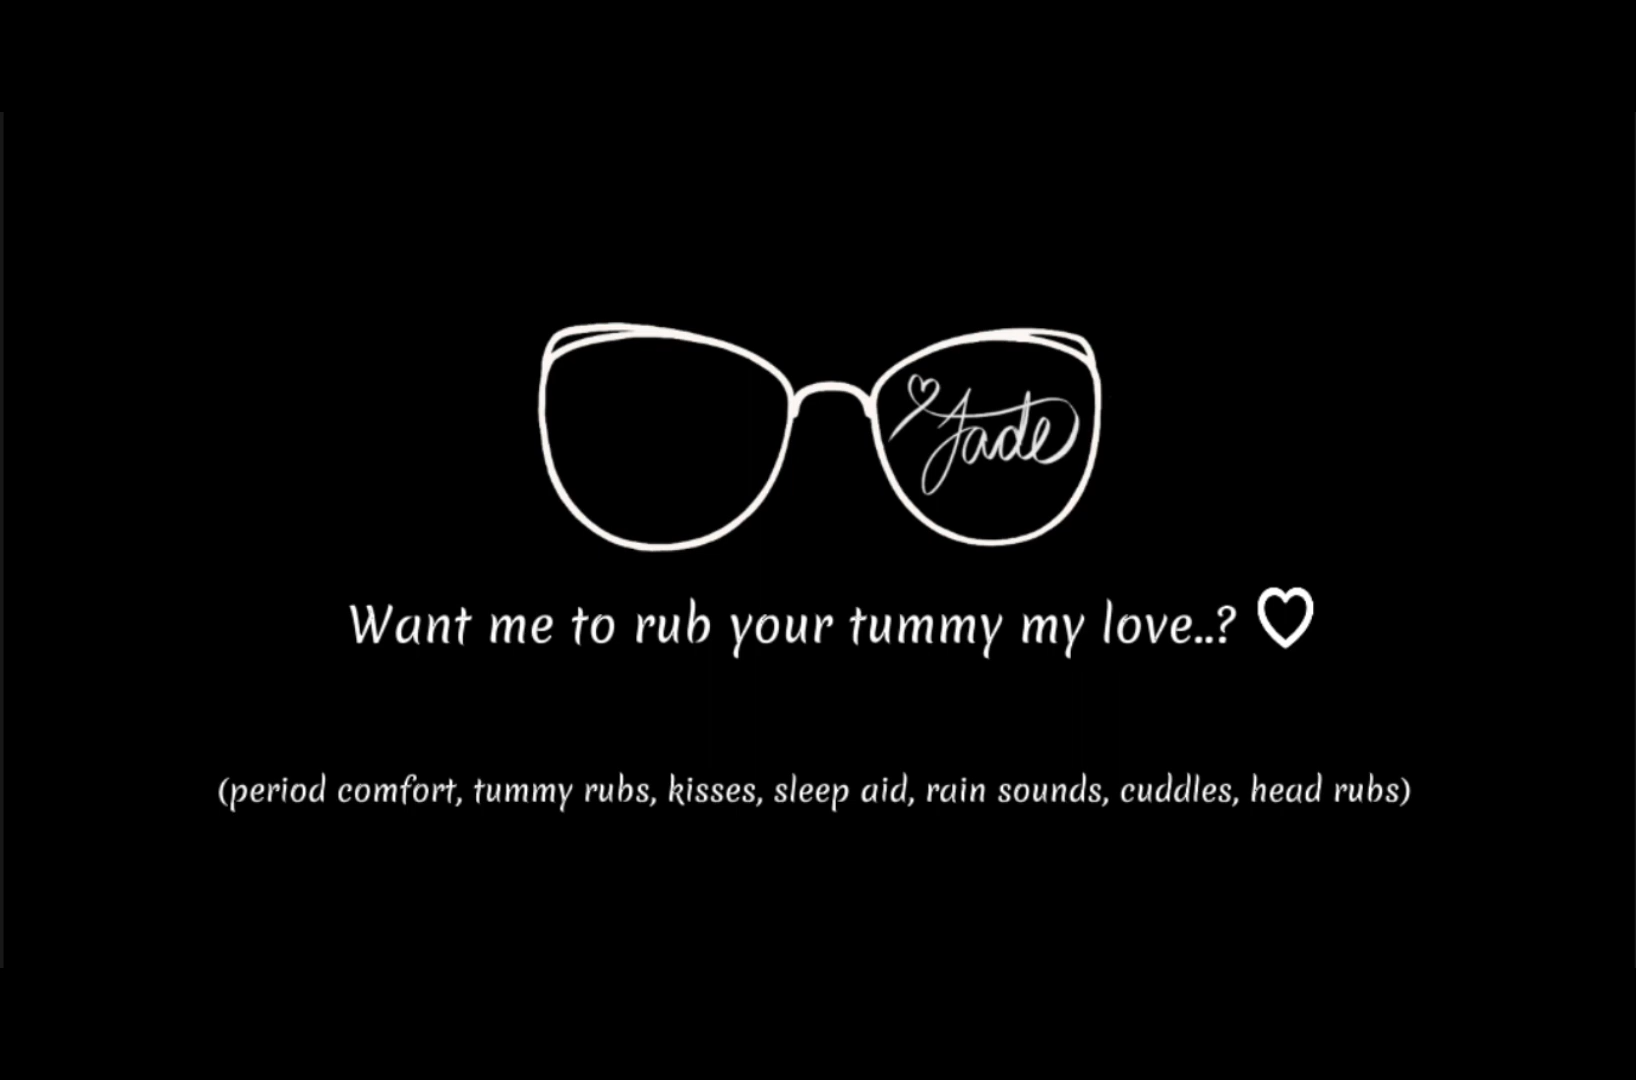 Jade
Want me to rub your tummy my love..? ♡
(period comfort, tummy rubs, kisses, sleep aid, rain sounds, cuddles, head rubs)